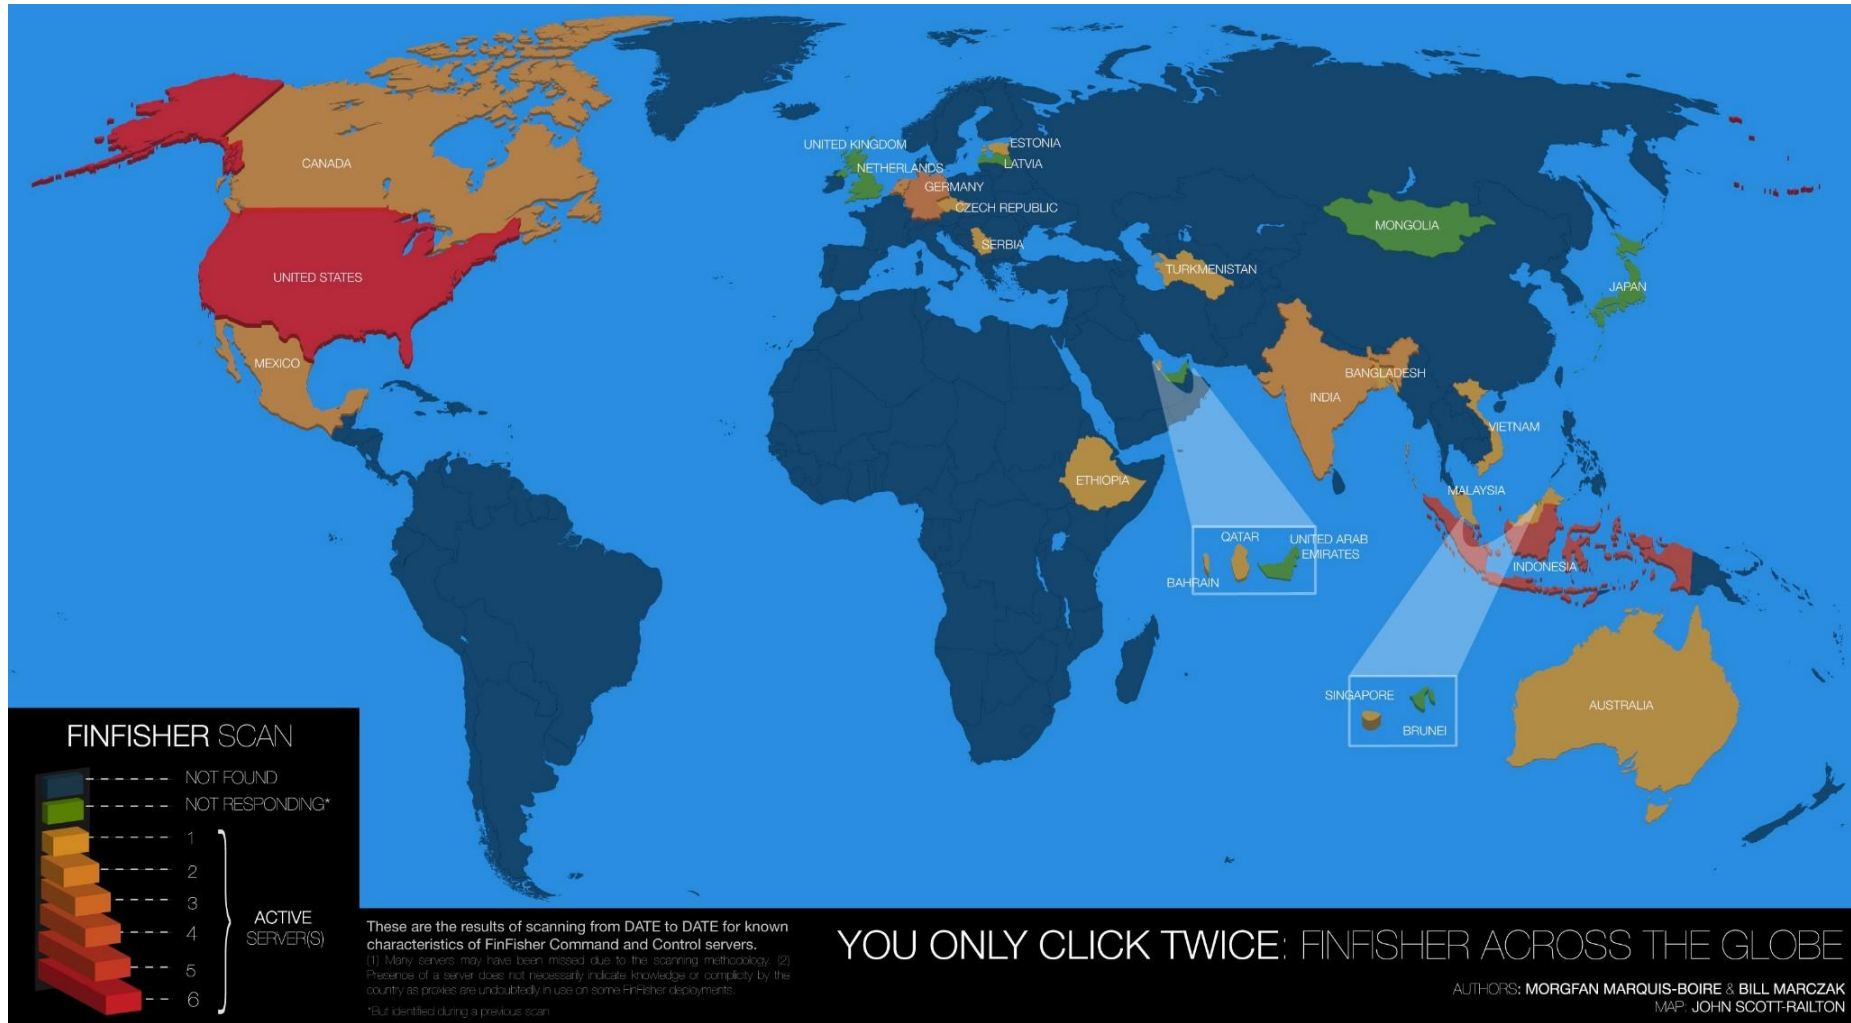 UNITED KINGDOM
ESTONIA
LATVIA
NETHERLANDS
CANADA
GERMANY
CZECH REPUBLIC
MONGOLIA
SERBIA
TURKMENISTAN
UNITED STATES
JAPAN
MEXICO
BANGLADESH
INDIA
VIETNAM
ETHIOPIA
MALAYSIA
QATAR
UNITED ARAB
EMIRATES
BAHRAIN
INDONESIA
SINGAPORE
BRUNEI
AUSTRALIA
FINFISHER SCAN
NOT FOUND
NOT RESPONDING*
1
2
3
4
5
6
ACTIVE
SERVER(S)
These are the results of scanning from DATE to DATE for known
characteristics of FinFisher Command and Control servers.
(1) Many servers may have been missed due to the scanning methodology. (2)
Presence of a server does not necessarily indicate knowledge or complicity by the
country as proxies are undoubtedly in use on some FinFisher deployments.
*But identified during a previous scan
YOU ONLY CLICK TWICE: FINFISHER ACROSS THE GLOBE
AUTHORS: MORGFAN MARQUIS-BOIRE & BILL MARCZAK
MAP: JOHN SCOTT-RAILTON